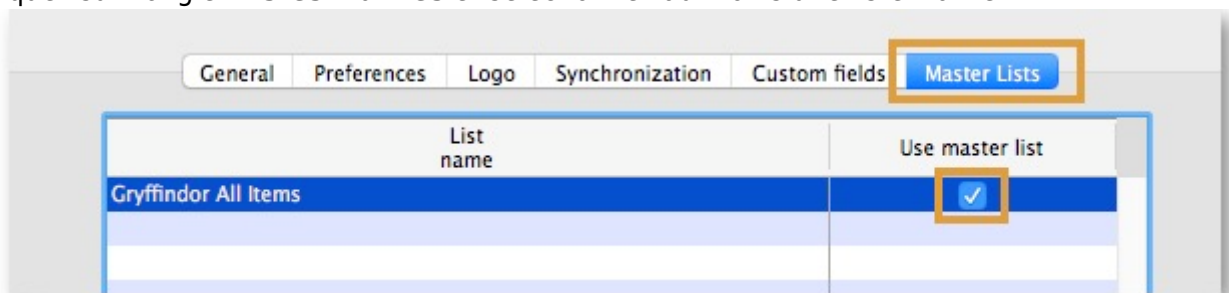 General Preferences Logo Synchronization Custom fields Master Lists
List
name
Use master list
Gryffindor All Items